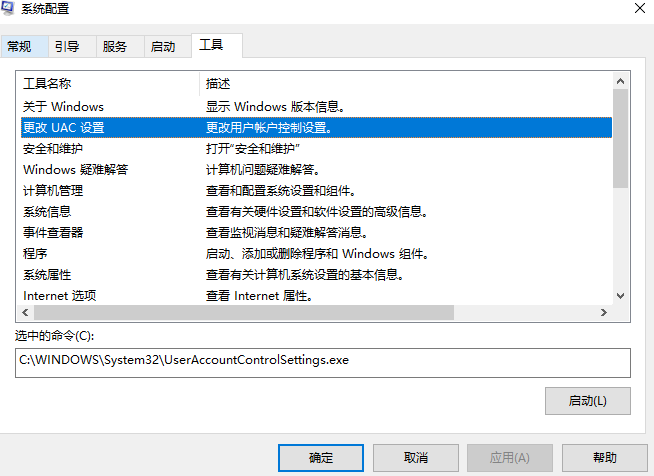 系统配置
常规 引导 服务 启动 工具
工具名称 描述
关于 Windows 显示 Windows 版本信息。
更改 UAC 设置 更改用户帐户控制设置。
安全和维护 打开“安全和维护”
Windows 疑难解答 计算机问题疑难解答。
计算机管理 查看和配置系统设置和组件。
系统信息 查看有关硬件设置和软件设置的高级信息。
事件查看器 查看监视消息和疑难解答消息。
程序 启动、添加或删除程序和 Windows 组件。
系统属性 查看有关计算机系统设置的基本信息。
Internet 选项 查看 Internet 属性。
选中的命令(C):
C:\WINDOWS\System32\UserAccountControlSettings.exe
启动(L)
确定 取消 应用(A) 帮助